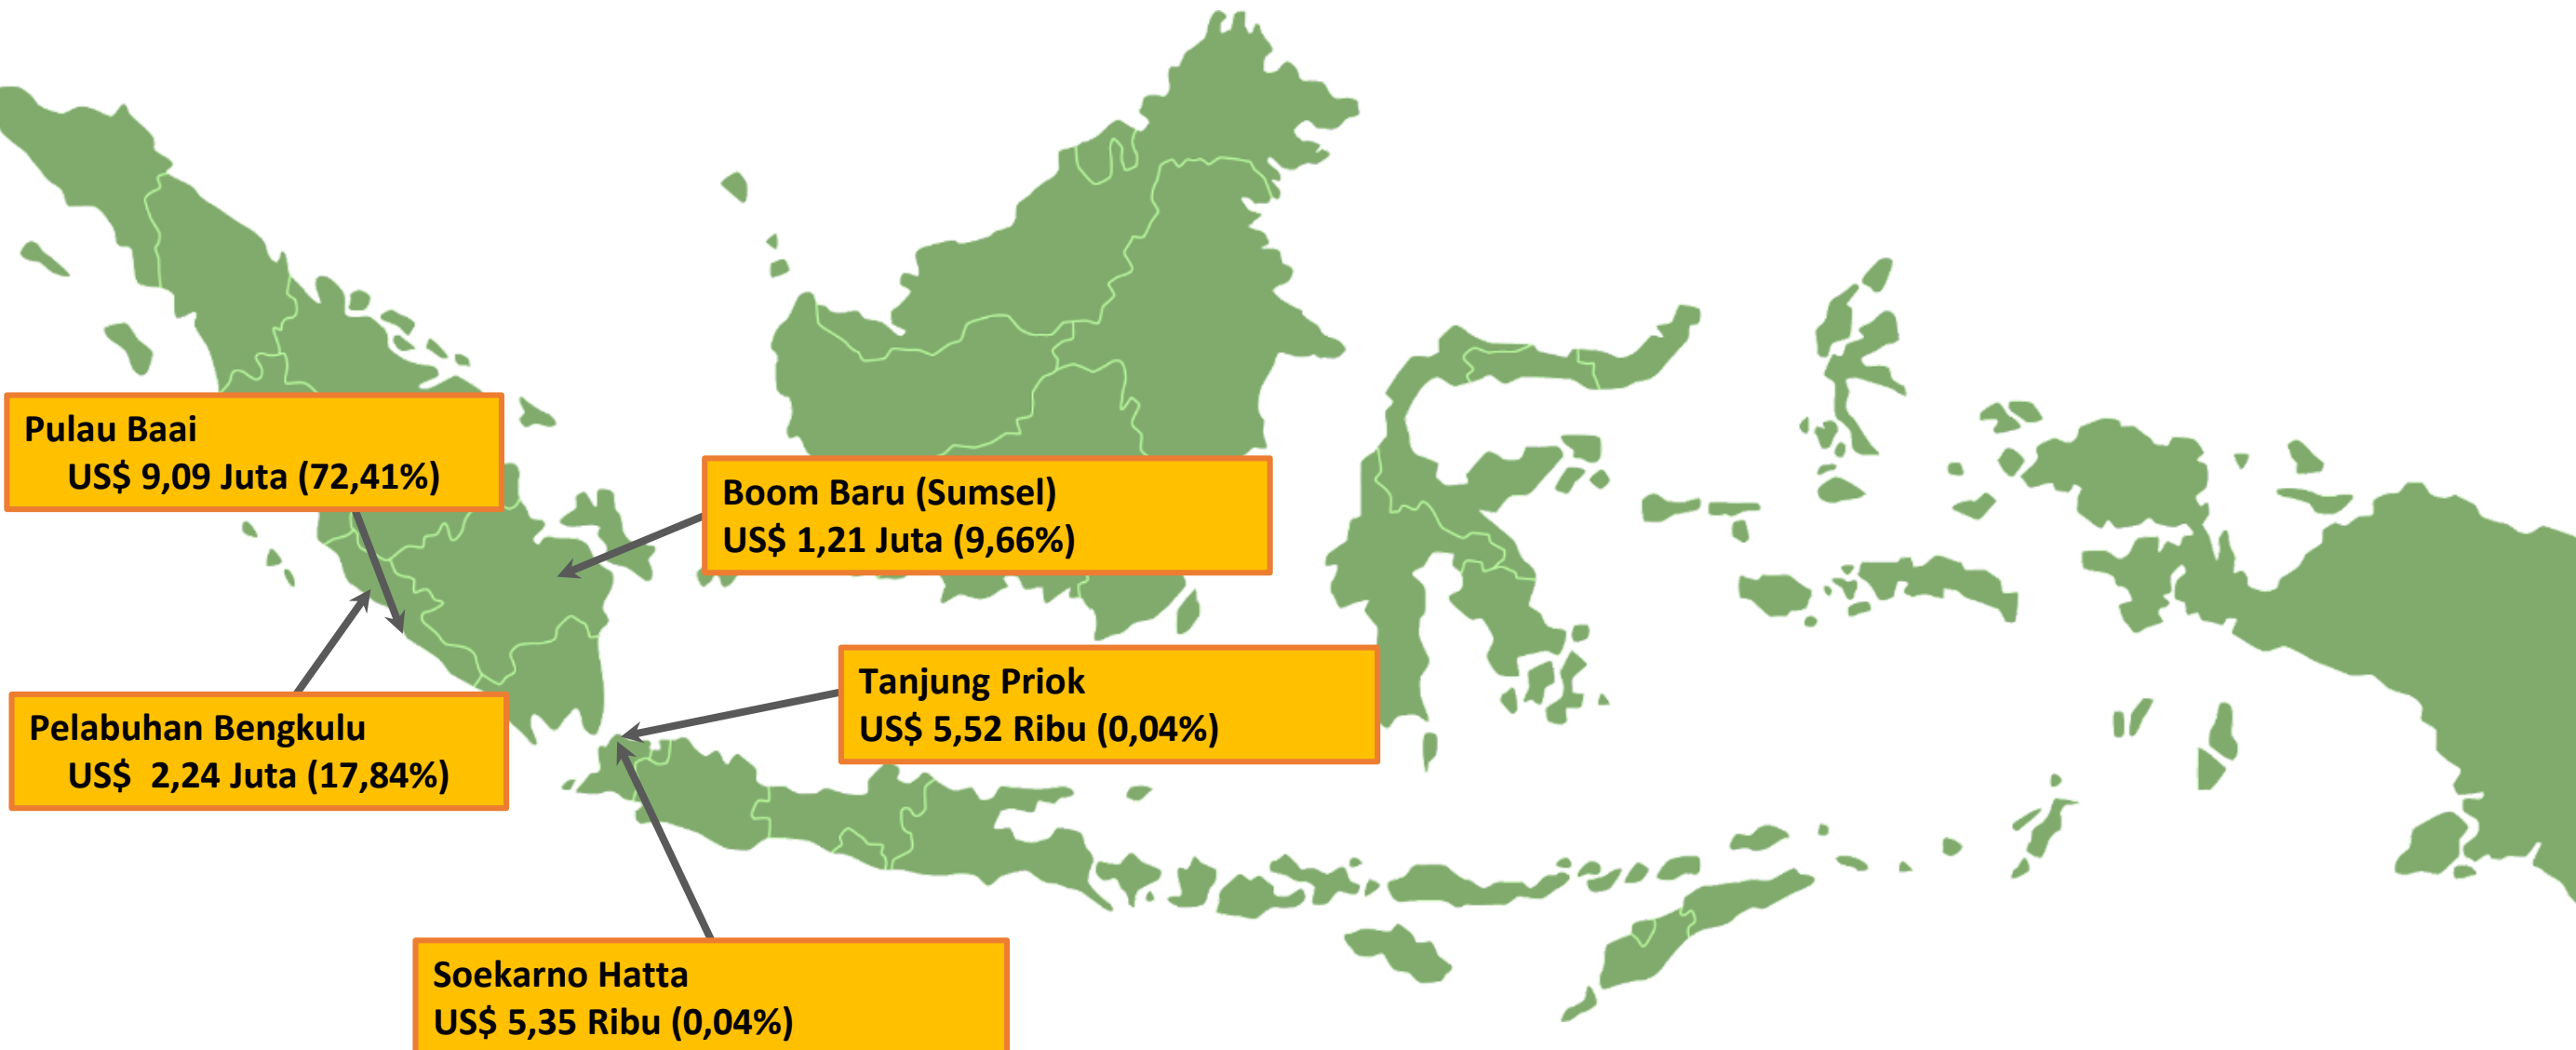 Pulau Baai
US$ 9,09 Juta (72,41%)
Boom Baru (Sumsel)
US$ 1,21 Juta (9,66%)
Tanjung Priok
US$ 5,52 Ribu (0,04%)
Pelabuhan Bengkulu
US$  2,24 Juta (17,84%)
Soekarno Hatta
US$ 5,35 Ribu (0,04%)